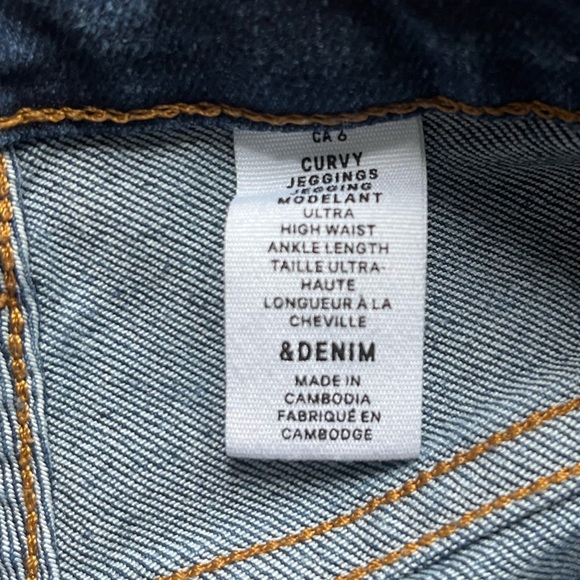 CA 6
CURVY
JEGGINGS
JEGGING
MODELANT
ULTRA
HIGH WAIST
ANKLE LENGTH
TAILLE ULTRA-
HAUTE
LONGUEUR À LA
CHEVILLE
&DENIM
MADE IN
CAMBODIA
FABRIQUÉ EN
CAMBODGE